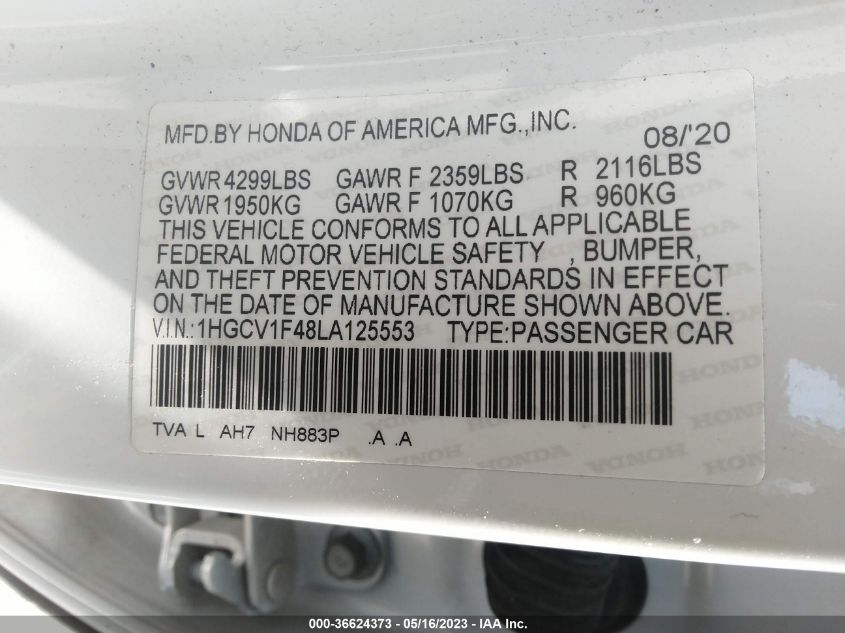 MFD.BY HONDA OF AMERICA MFG.,INC. 08/'20
GVWR 4299LBS GAWR F 2359LBS R 2116LBS
GVWR 1950KG GAWR F 1070KG R 960KG
THIS VEHICLE CONFORMS TO ALL APPLICABLE
FEDERAL MOTOR VEHICLE SAFETY , BUMPER,
AND THEFT PREVENTION STANDARDS IN EFFECT
ON THE DATE OF MANUFACTURE SHOWN ABOVE.
V.I.N.:1HGCV1F48LA125553 TYPE:PASSENGER CAR
TVA L AH7 NH883P .A .A
000-36624373 — 05/16/2023 — IAA Inc.